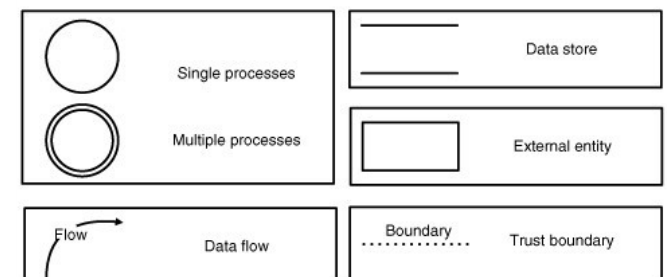 Single processes
Multiple processes
Data store
External entity
Flow
Data flow
Boundary
Trust boundary